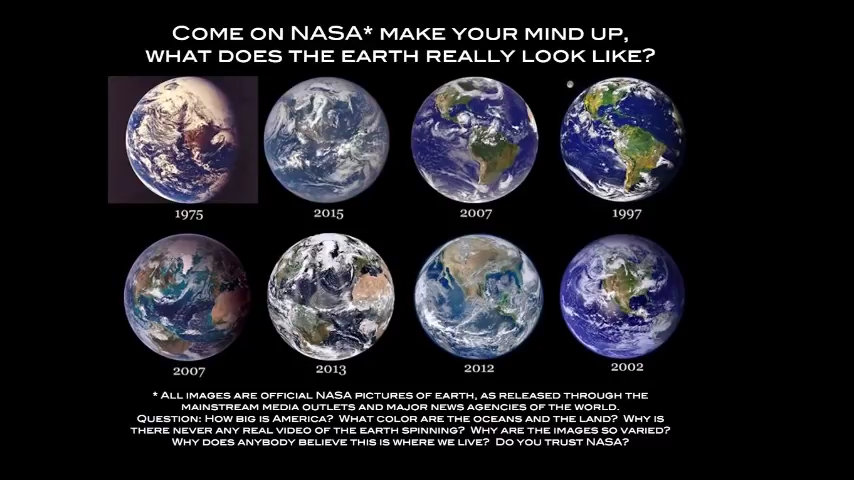 COME ON NASA* MAKE YOUR MIND UP,
WHAT DOES THE EARTH REALLY LOOK LIKE?
1975
2015
2007
1997
2007
2013
2012
2002
* ALL IMAGES ARE OFFICIAL NASA PICTURES OF EARTH, AS RELEASED THROUGH THE
MAINSTREAM MEDIA OUTLETS AND MAJOR NEWS AGENCIES OF THE WORLD.
QUESTION: HOW BIG IS AMERICA? WHAT COLOR ARE THE OCEANS AND THE LAND? WHY IS
THERE NEVER ANY REAL VIDEO OF THE EARTH SPINNING? WHY ARE THE IMAGES SO VARIED?
WHY DOES ANYBODY BELIEVE THIS IS WHERE WE LIVE? DO YOU TRUST NASA?